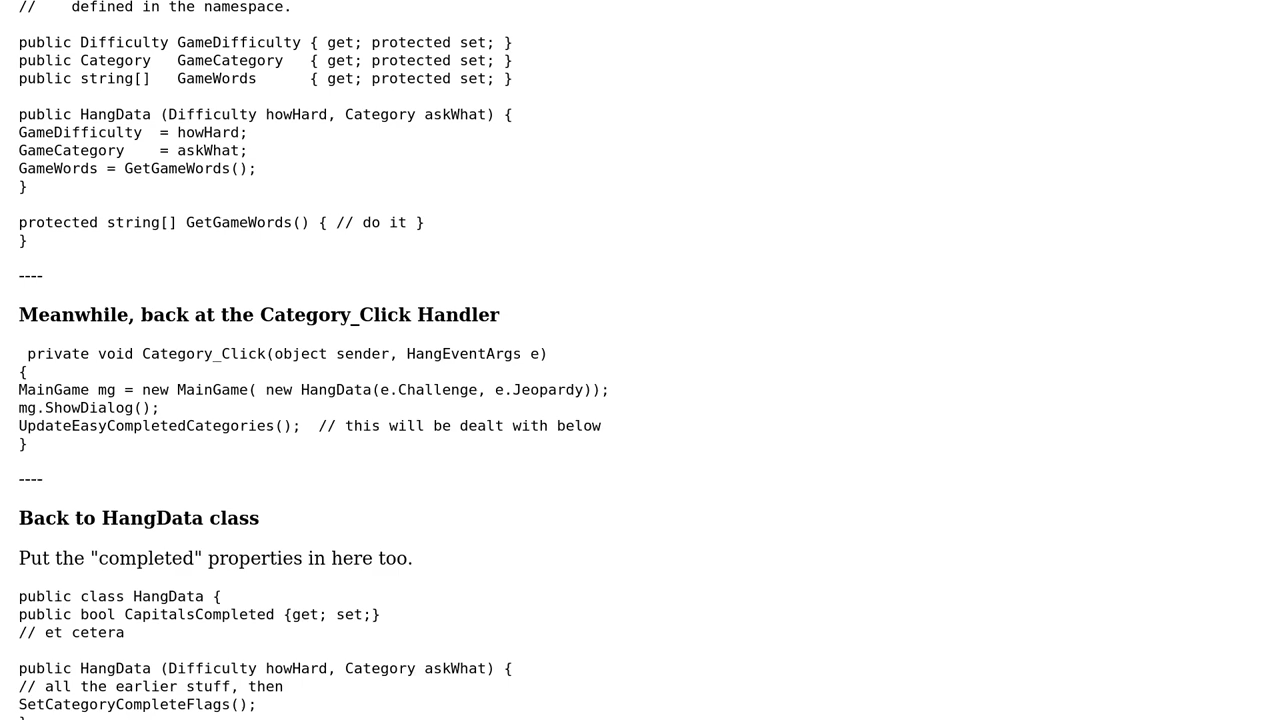 //    defined in the namespace.
public Difficulty GameDifficulty { get; protected set; }
public Category   GameCategory   { get; protected set; }
public string[]   GameWords      { get; protected set; }
public HangData (Difficulty howHard, Category askWhat) {
GameDifficulty  = howHard;
GameCategory    = askWhat;
GameWords = GetGameWords();
}
protected string[] GetGameWords() { // do it }
}
----
Meanwhile, back at the Category_Click Handler
 private void Category_Click(object sender, HangEventArgs e)
{
MainGame mg = new MainGame( new HangData(e.Challenge, e.Jeopardy));
mg.ShowDialog();
UpdateEasyCompletedCategories();  // this will be dealt with below
}
----
Back to HangData class
Put the "completed" properties in here too.
public class HangData {
public bool CapitalsCompleted {get; set;}
// et cetera
public HangData (Difficulty howHard, Category askWhat) {
// all the earlier stuff, then
SetCategoryCompleteFlags();
}